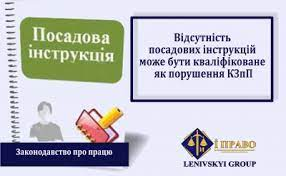 Посадова
інструкція
Законодавство про працю
Відсутність
посадових інструкцій
може бути кваліфіковане
як порушення КЗпП
І ПРАВО
LENIVSKYI GROUP